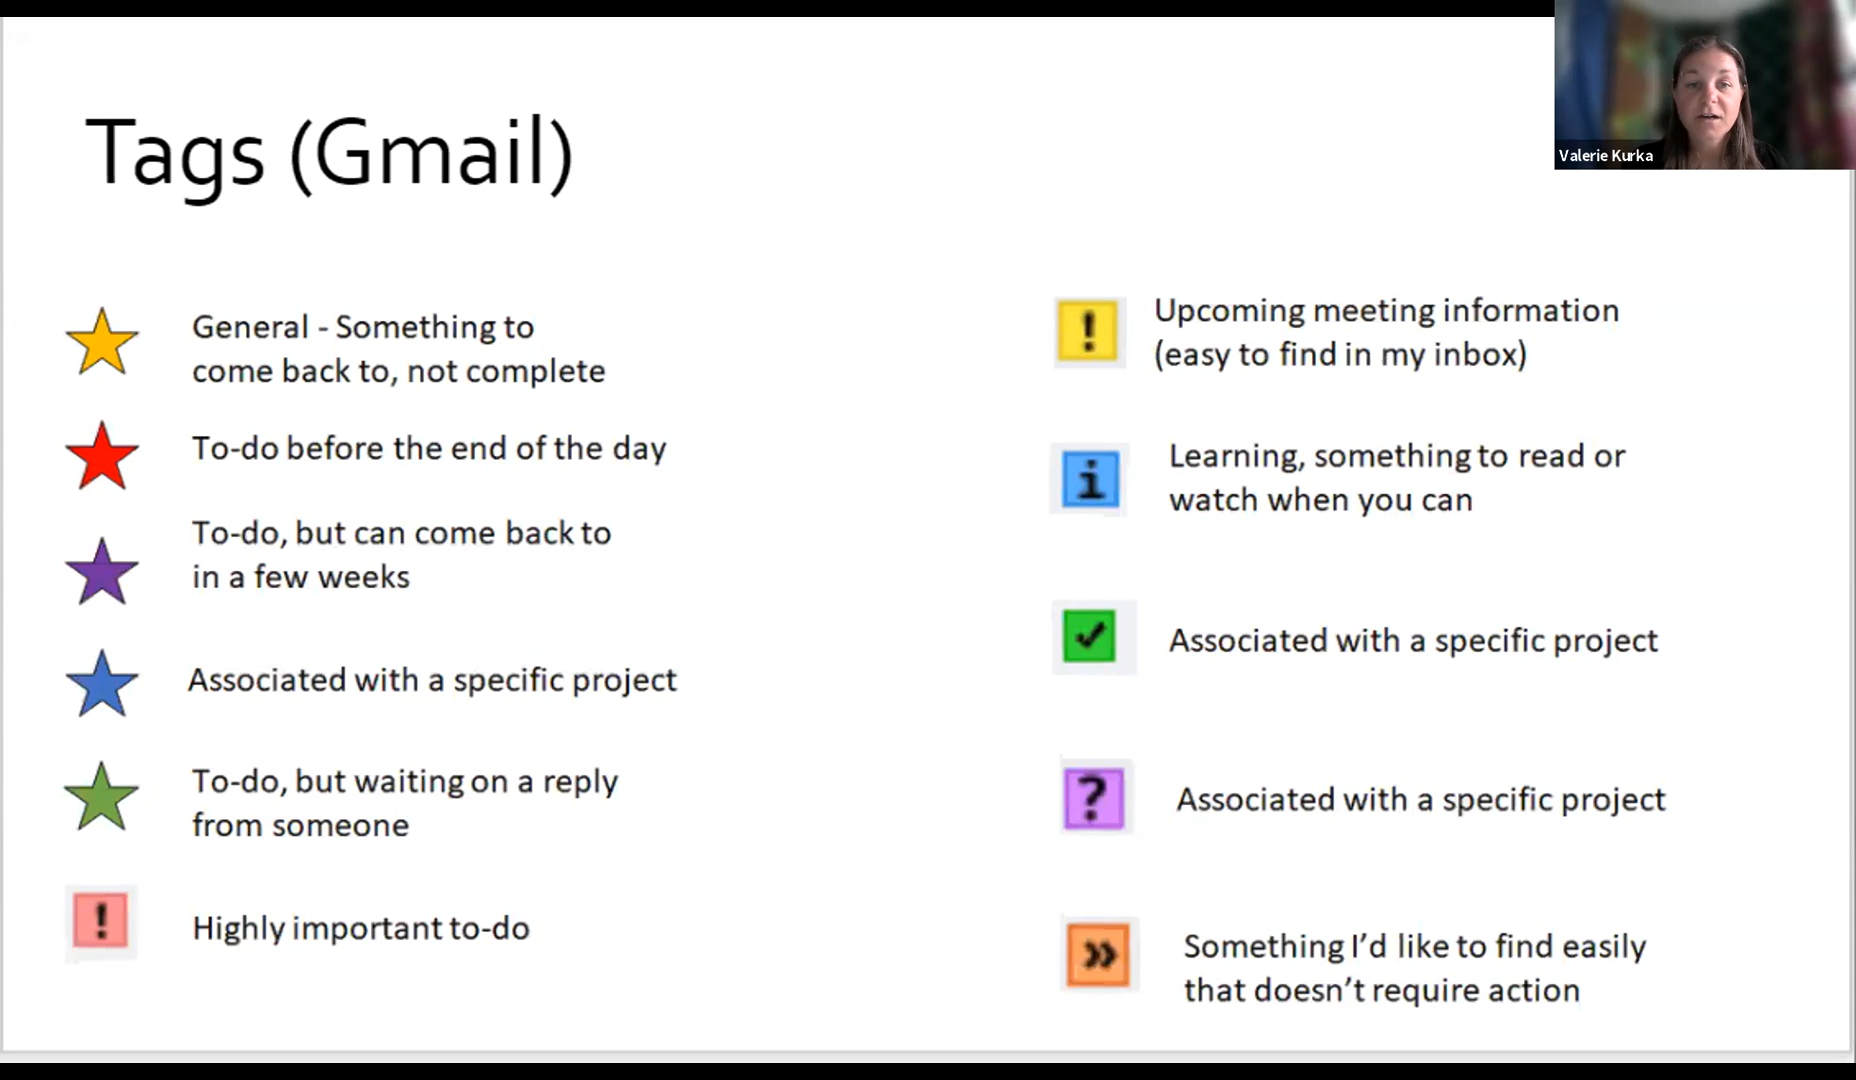 Tags (Gmail)
Valerie Kurka
General - Something to
come back to, not complete
To-do before the end of the day
To-do, but can come back to
in a few weeks
Associated with a specific project
To-do, but waiting on a reply
from someone
!
Highly important to-do
!
Upcoming meeting information
(easy to find in my inbox)
i
Learning, something to read or
watch when you can
Associated with a specific project
?
Associated with a specific project
»
Something I’d like to find easily
that doesn’t require action